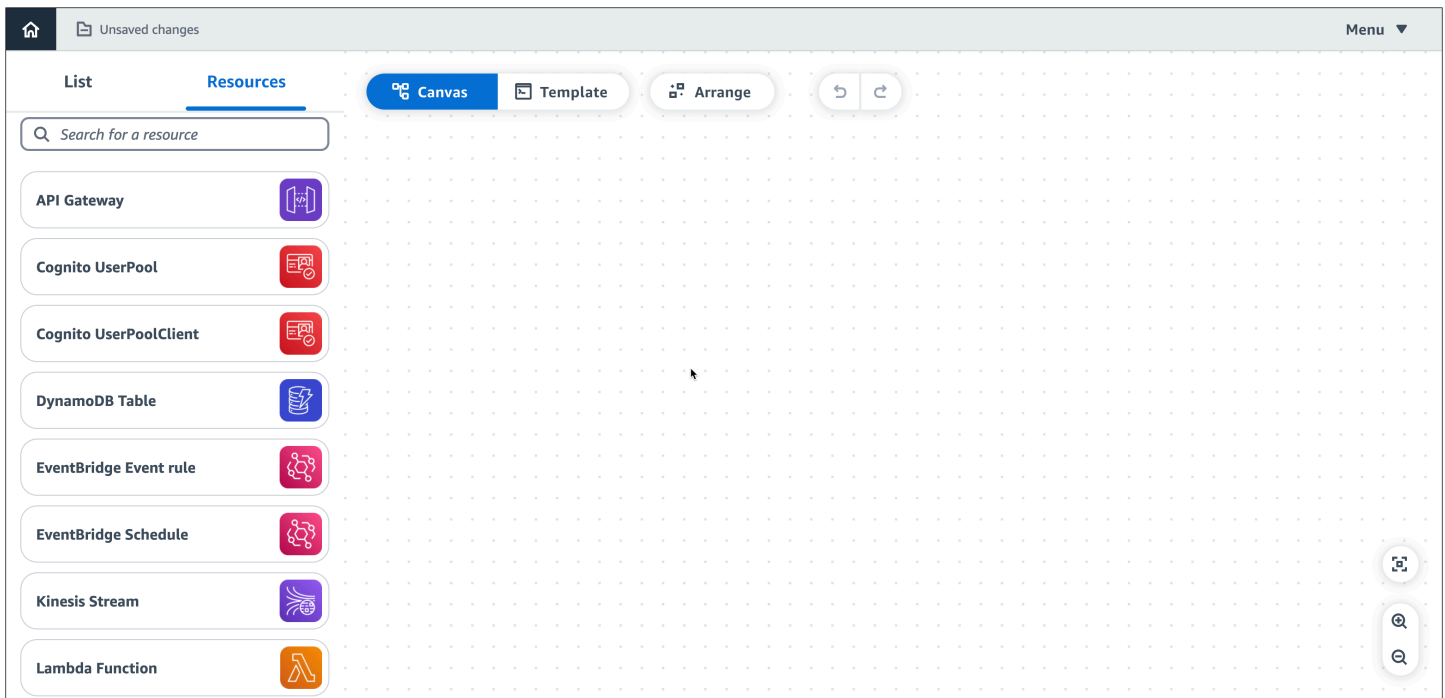 Unsaved changes
Menu ▼
List
Resources
Canvas
Template
Arrange
Search for a resource
API Gateway
Cognito UserPool
Cognito UserPoolClient
DynamoDB Table
EventBridge Event rule
EventBridge Schedule
Kinesis Stream
Lambda Function